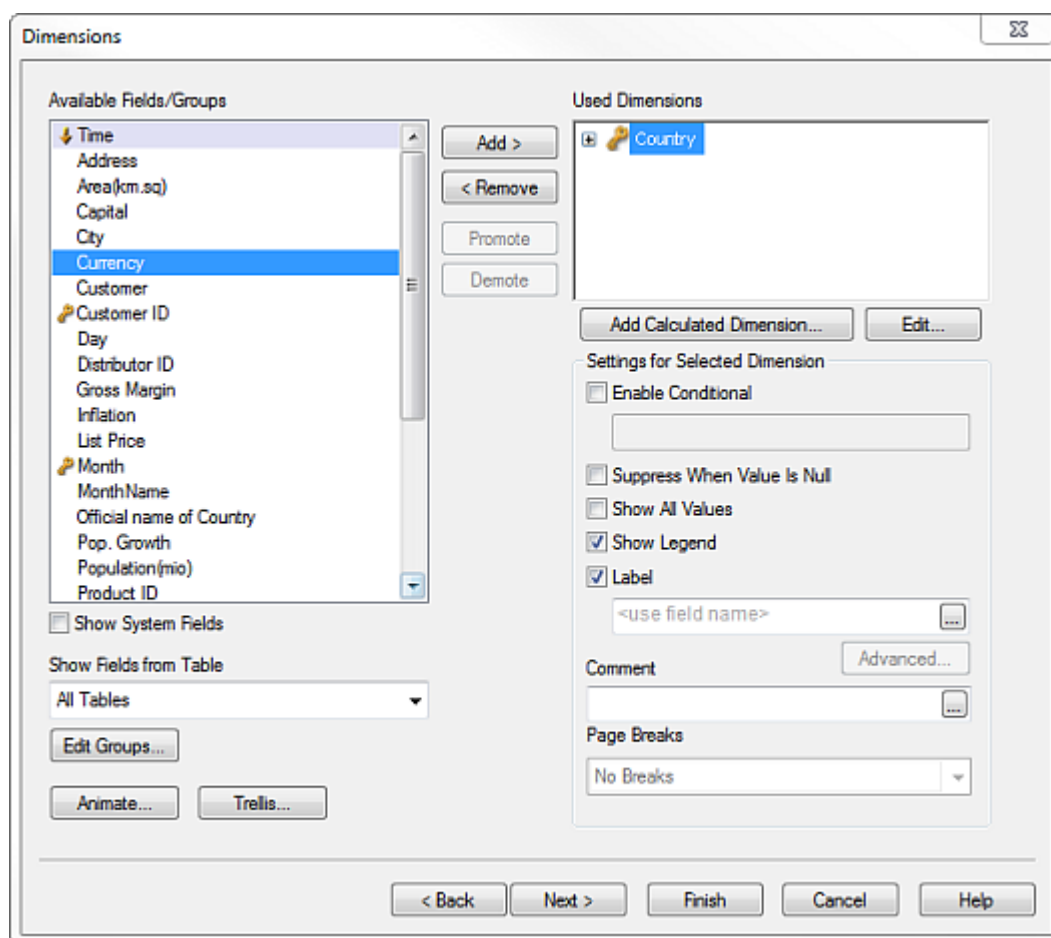 Dimensions
Available Fields/Groups
Time
Address
Area(km.sq)
Capital
City
Currency
Customer
Customer ID
Day
Distributor ID
Gross Margin
Inflation
List Price
Month
MonthName
Official name of Country
Pop. Growth
Population(mio)
Product ID
Show System Fields
Show Fields from Table
All Tables
Edit Groups...
Animate... Trellis...
Add >
< Remove
Promote
Demote
Used Dimensions
Country
Add Calculated Dimension... Edit...
Settings for Selected Dimension
Enable Conditional
Suppress When Value Is Null
Show All Values
Show Legend
Label
<use field name> ...
Advanced...
Comment
...
Page Breaks
No Breaks
< Back Next > Finish Cancel Help